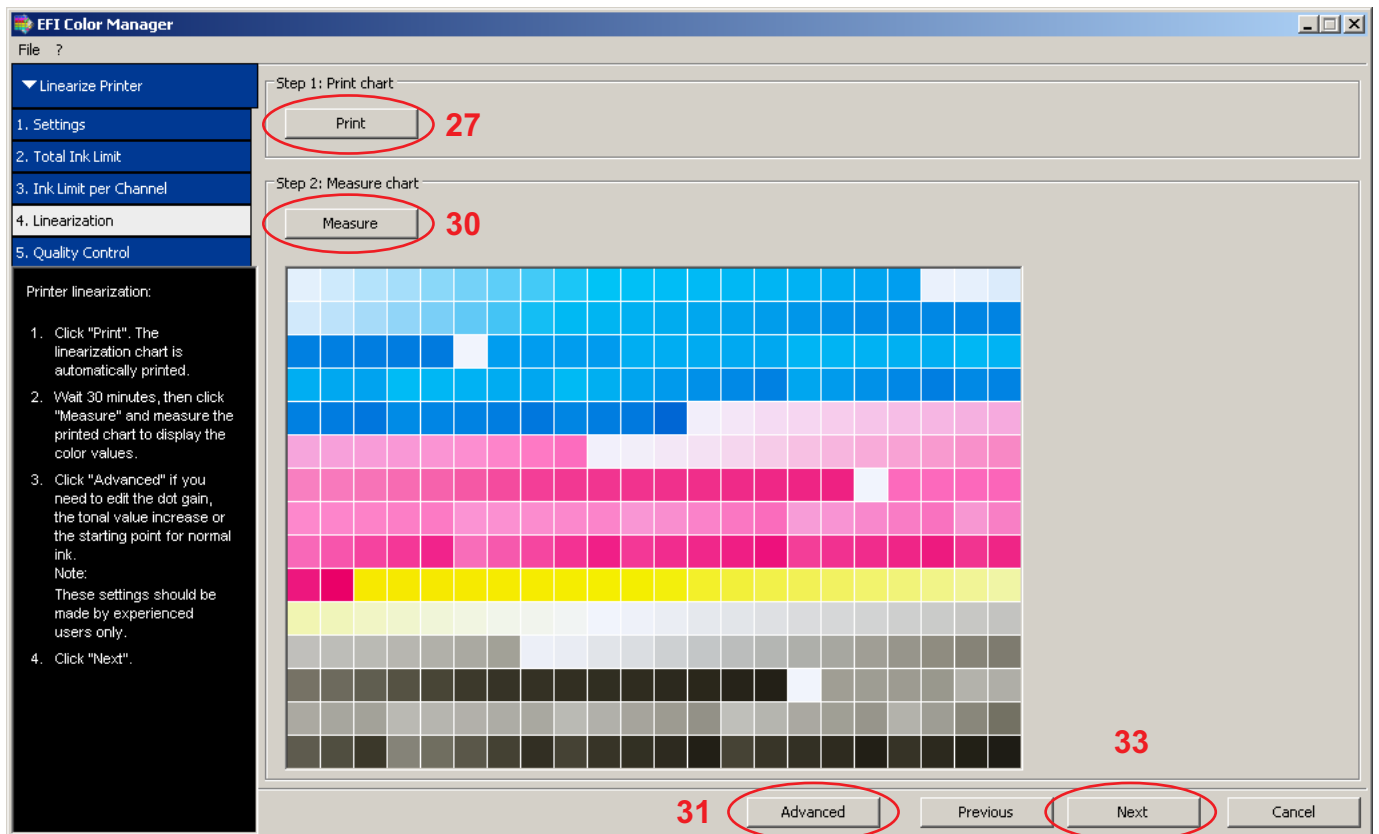 EFI Color Manager
File ?
Linearize Printer
1. Settings
2. Total Ink Limit
3. Ink Limit per Channel
4. Linearization
5. Quality Control
Printer linearization:
1. Click "Print". The
linearization chart is
automatically printed.
2. Wait 30 minutes, then click
"Measure" and measure the
printed chart to display the
color values.
3. Click "Advanced" if you
need to edit the dot gain,
the tonal value increase or
the starting point for normal
ink.
Note:
These settings should be
made by experienced
users only.
4. Click "Next".
Step 1: Print chart
Print 27
Step 2: Measure chart
Measure 30
33
31 Advanced Previous Next Cancel